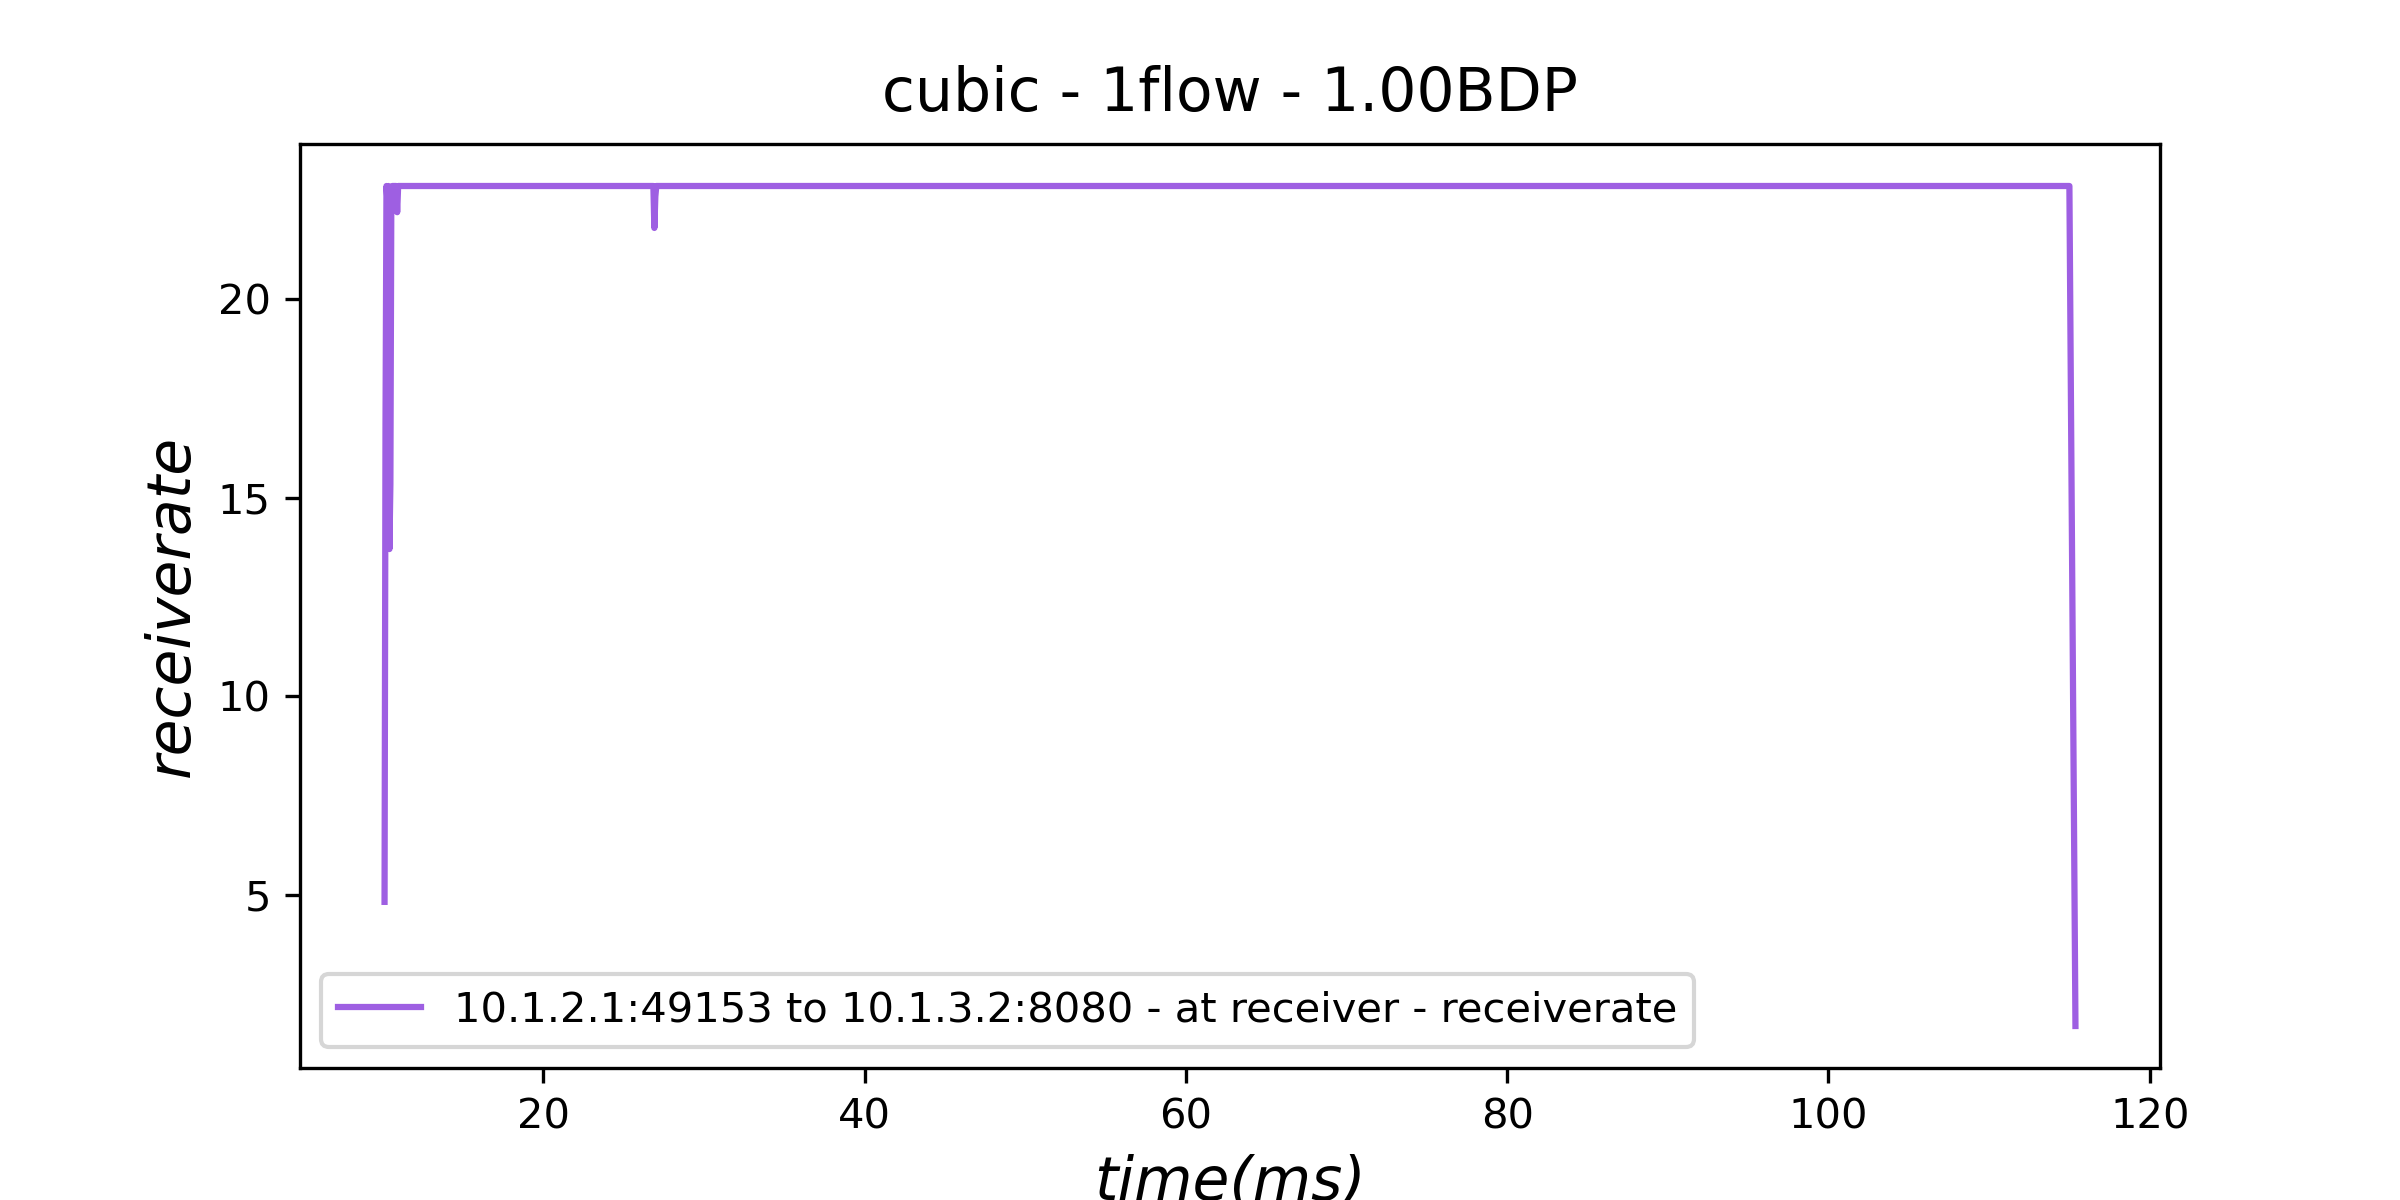 cubic - 1flow - 1.00BDP
receiverate
20
15
10
5
10.1.2.1:49153 to 10.1.3.2:8080 - at receiver - receiverate
20 40 60 80 100 120
time(ms)